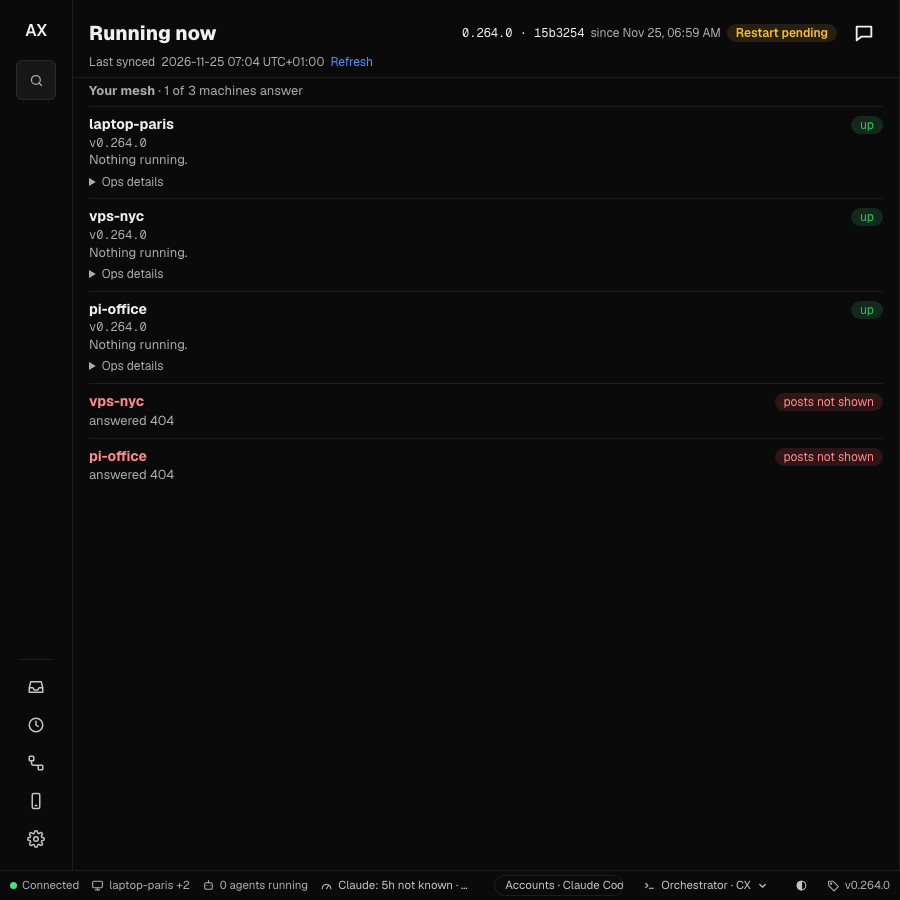 AX
Running now
0.264.0 · 15b3254 since Nov 25, 06:59 AM Restart pending
Last synced 2026-11-25 07:04 UTC+01:00 Refresh
Your mesh · 1 of 3 machines answer
laptop-paris up
v0.264.0
Nothing running.
Ops details
vps-nyc up
v0.264.0
Nothing running.
Ops details
pi-office up
v0.264.0
Nothing running.
Ops details
vps-nyc posts not shown
answered 404
pi-office posts not shown
answered 404
Connected laptop-paris +2 0 agents running Claude: 5h not known · … Accounts · Claude Cod Orchestrator · CX v0.264.0